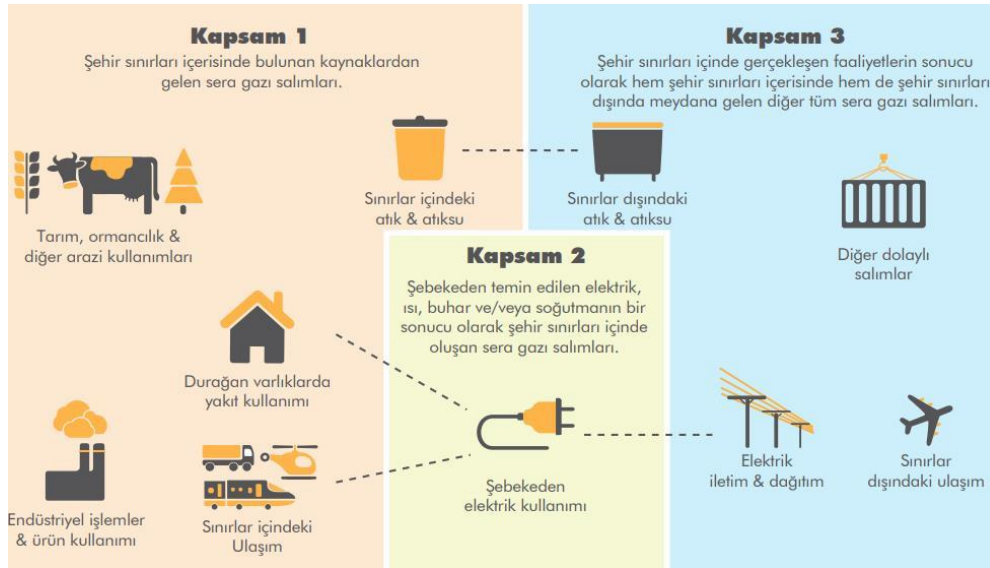 Kapsam 1
Şehir sınırları içerisinde bulunan kaynaklardan
gelen sera gazı salımları.
Tarım, ormancılık &
diğer arazi kullanımları
Sınırlar içindeki
atık & atıksu
Durağan varlıklarda
yakıt kullanımı
Endüstriyel işlemler
& ürün kullanımı
Sınırlar içindeki
Ulaşım
Kapsam 2
Şebekeden temin edilen elektrik,
ısı, buhar ve/veya soğutmanın bir
sonucu olarak şehir sınırları içinde
oluşan sera gazı salımları.
Şebekeden
elektrik kullanımı
Kapsam 3
Şehir sınırları içinde gerçekleşen faaliyetlerin sonucu
olarak hem şehir sınırları içerisinde hem de şehir sınırları
dışında meydana gelen diğer tüm sera gazı salımları.
Sınırlar dışındaki
atık & atıksu
Diğer dolaylı
salımlar
Elektrik
iletim & dağıtım
Sınırlar
dışındaki ulaşım